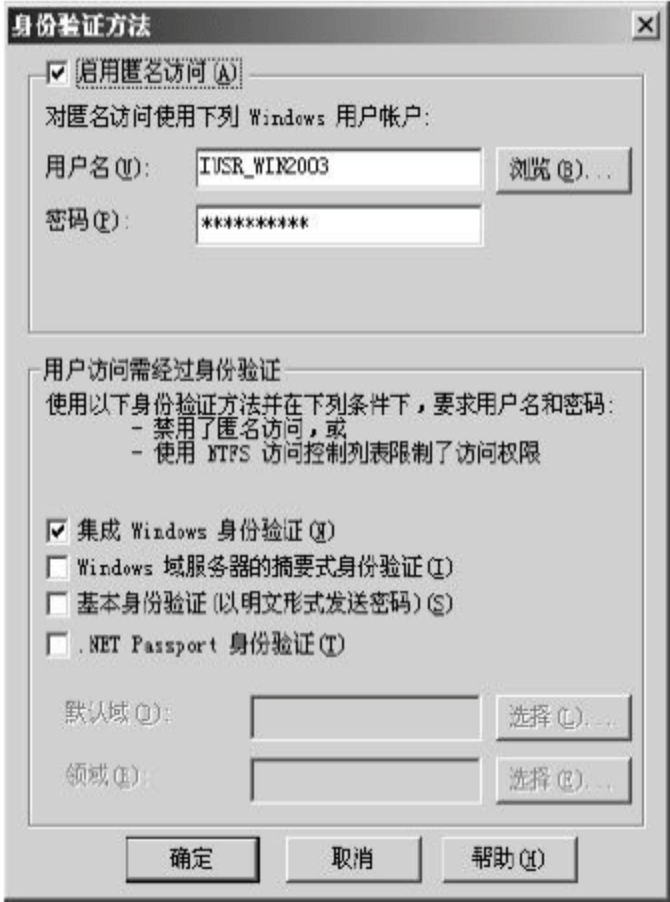 身份验证方法
启用匿名访问(A)
对匿名访问使用下列 Windows 用户帐户:
用户名(U): IUSR_WIN2003 浏览(B)...
密码(P): **********
用户访问需经过身份验证
使用以下身份验证方法并在下列条件下，要求用户名和密码:
- 禁用了匿名访问，或
- 使用 NTFS 访问控制列表限制了访问权限
集成 Windows 身份验证(N)
Windows 域服务器的摘要式身份验证(I)
基本身份验证(以明文形式发送密码)(S)
.NET Passport 身份验证(T)
默认域(D): 选择(L)...
领域(E): 选择(R)...
确定 取消 帮助(H)